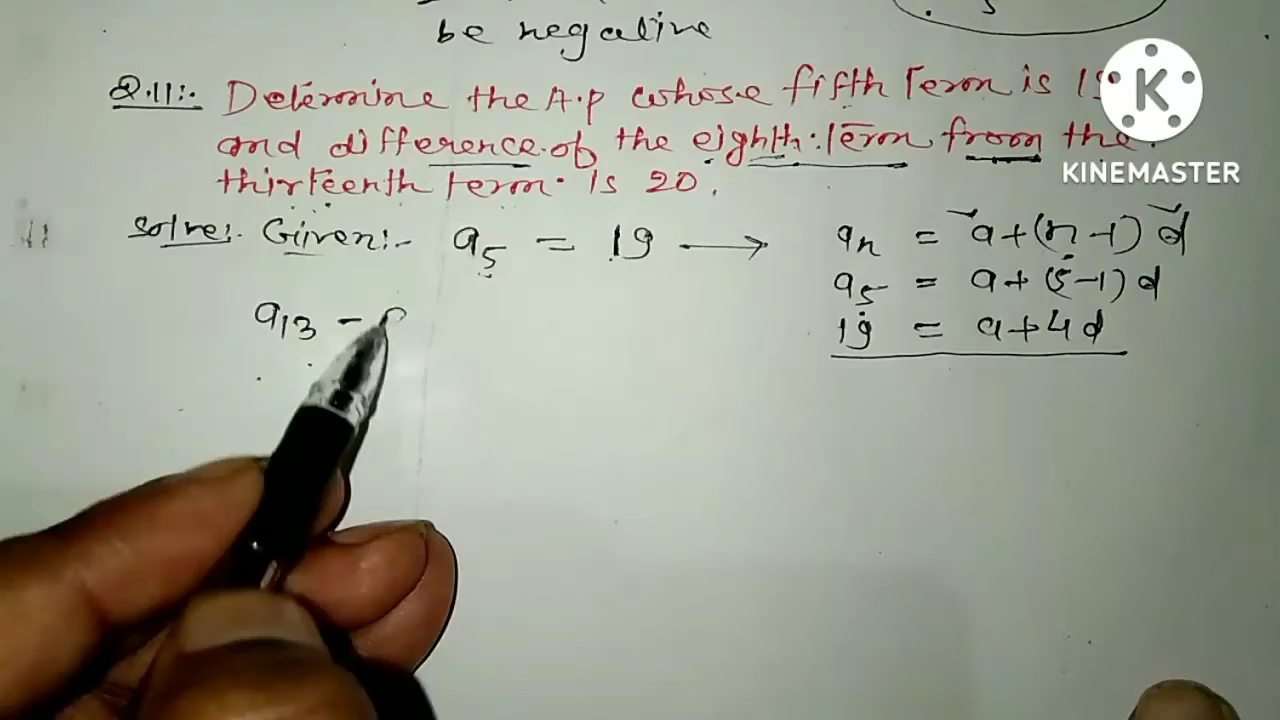 be negative
Q.11:. Determine the A.P whose fifth Term is
and difference of the eighth term from the
thirteenth term. is 20.
K
KINEMASTER
Solve:. Given:- a5 = 19 → an = a+(n-1)d
a5 = a+(5-1)d
a13 - 19 = a+4d